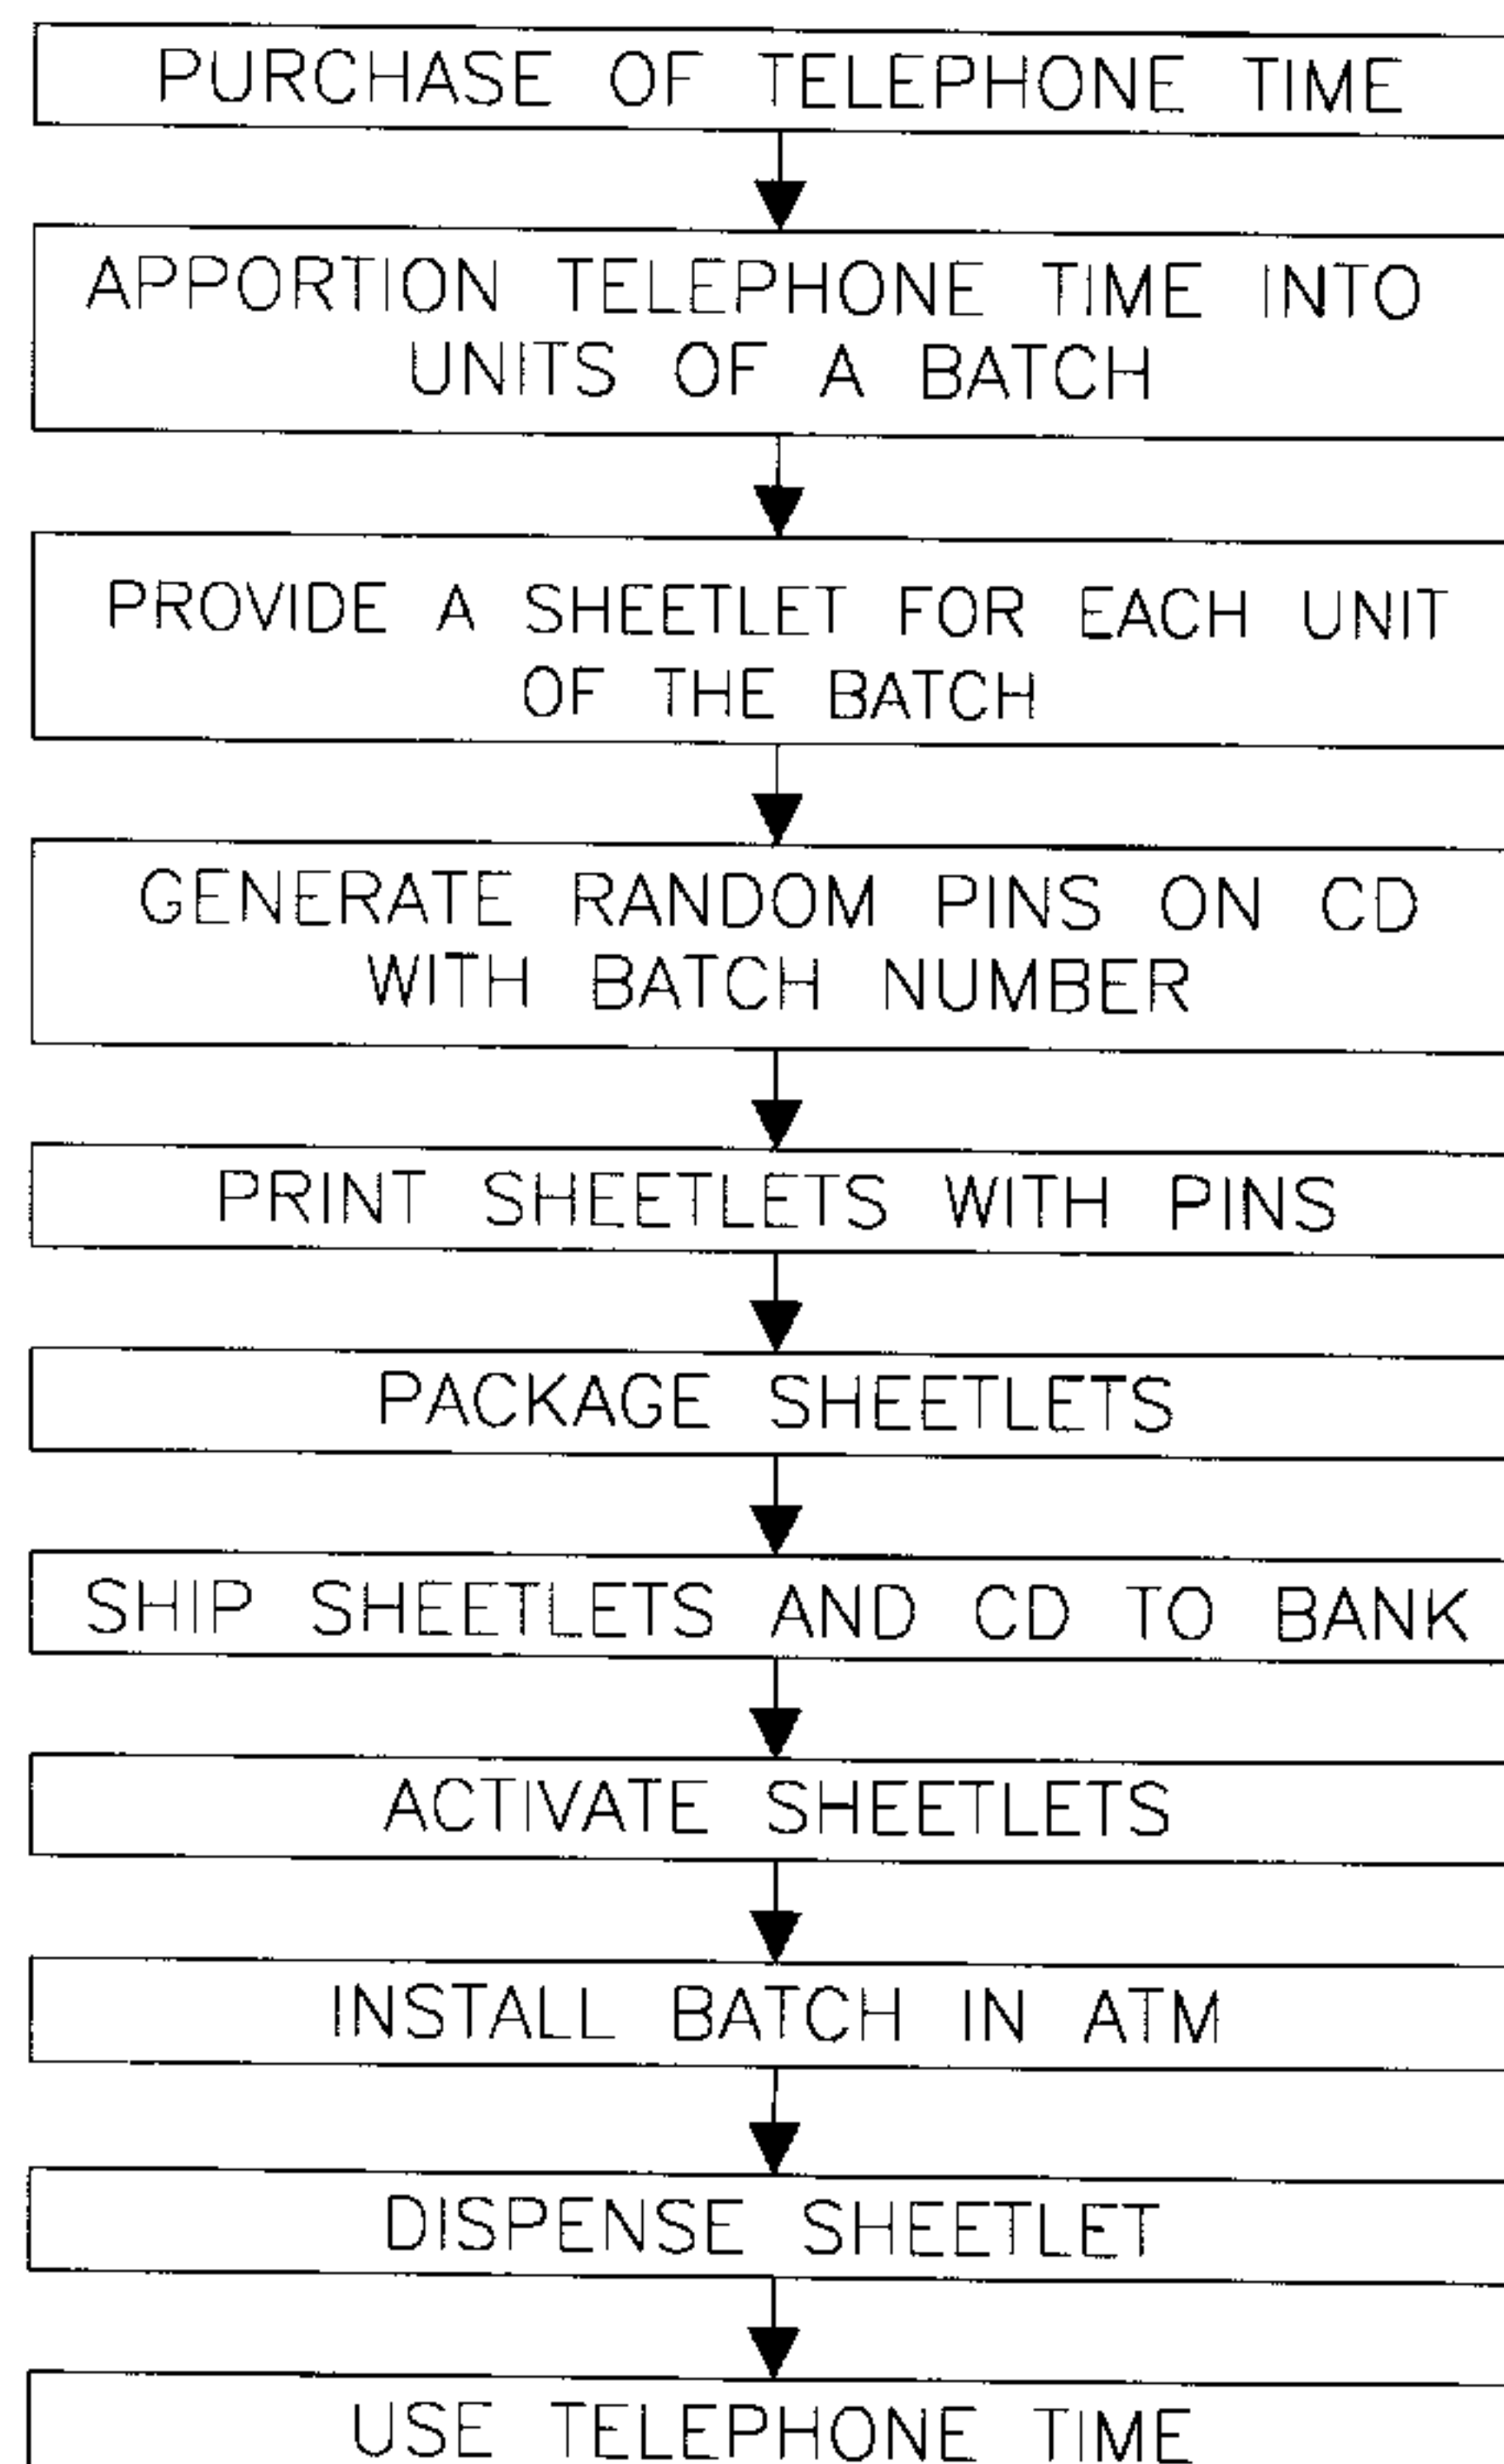 PURCHASE OF TELEPHONE TIME
APPORTION TELEPHONE TIME INTO
UNITS OF A BATCH
PROVIDE A SHEETLET FOR EACH UNIT
OF THE BATCH
GENERATE RANDOM PINS ON CD
WITH BATCH NUMBER
PRINT SHEETLETS WITH PINS
PACKAGE SHEETLETS
SHIP SHEETLETS AND CD TO BANK
ACTIVATE SHEETLETS
INSTALL BATCH IN ATM
DISPENSE SHEETLET
USE TELEPHONE TIME